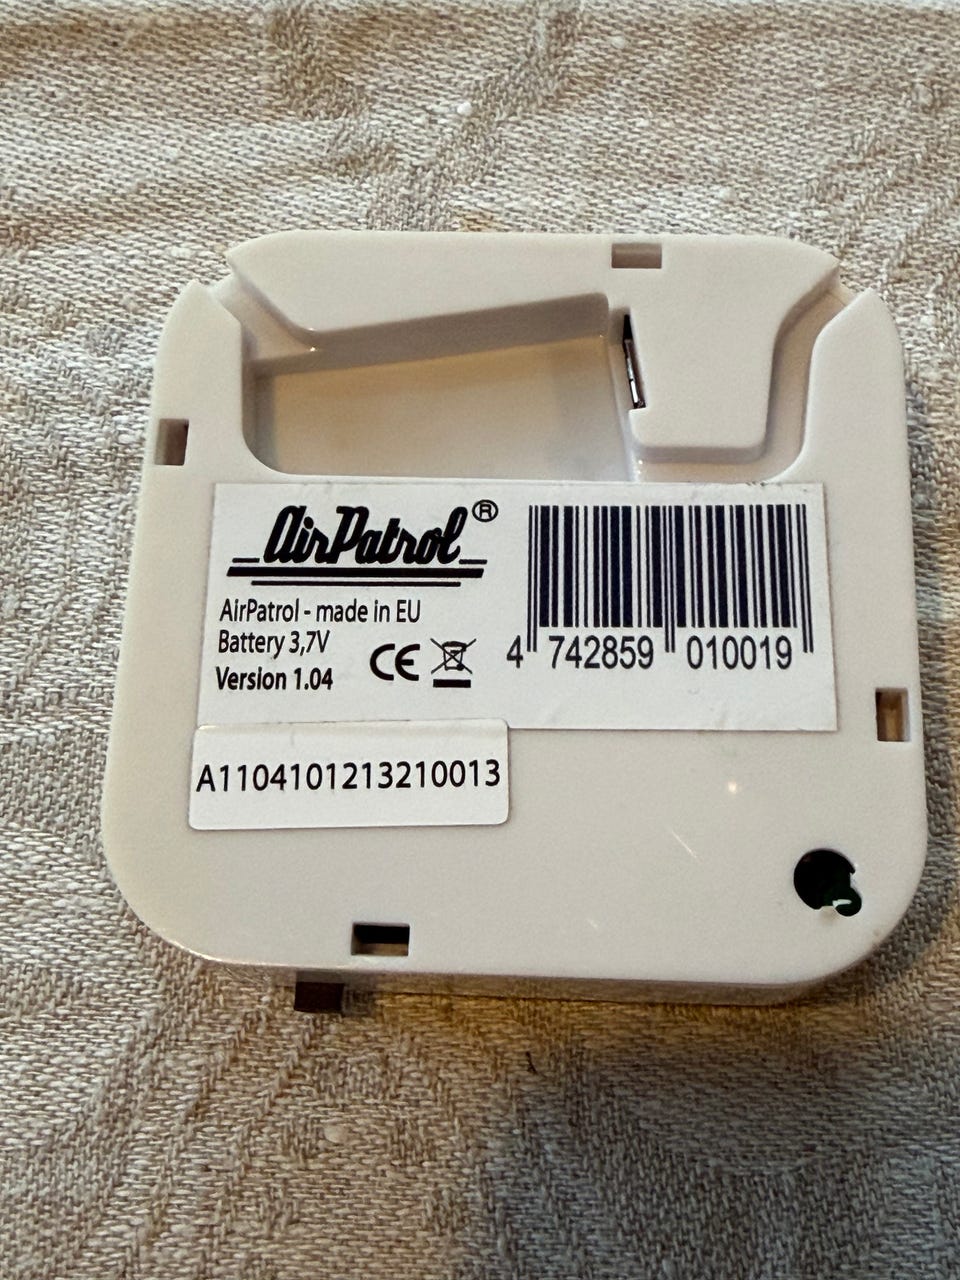 AirPatrol®
AirPatrol - made in EU
Battery 3,7V
Version 1.04
CE
4 742859 010019
A1104101213210013